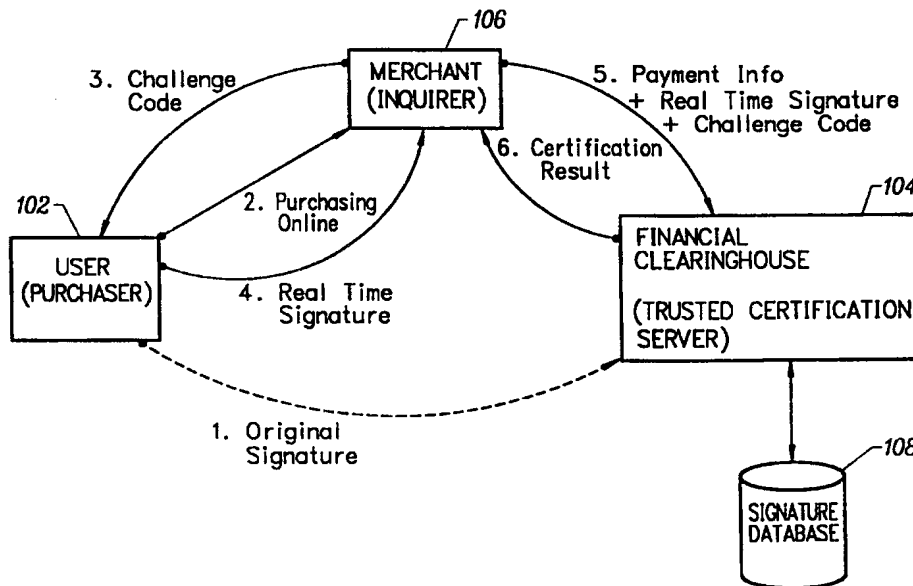 106
MERCHANT
(INQUIRER)
3. Challenge
Code
5. Payment Info
+ Real Time Signature
+ Challenge Code
6. Certification
Result
2. Purchasing
Online
102
USER
(PURCHASER)
4. Real Time
Signature
104
FINANCIAL
CLEARINGHOUSE
(TRUSTED CERTIFICATION
SERVER)
1. Original
Signature
108
SIGNATURE
DATABASE